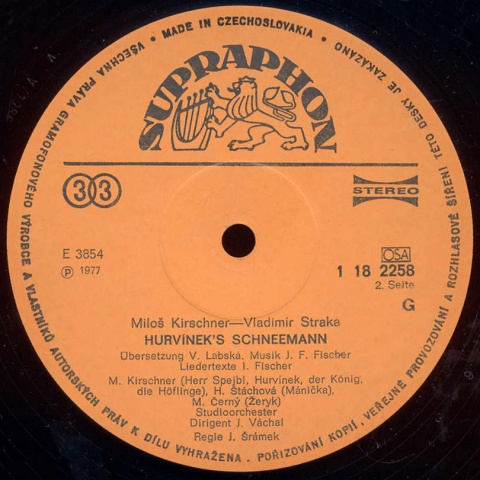 VŠECHNA PRÁVA GRAMOFONOVÉHO VÝROBCE A VLASTNÍKŮ AUTORSKÝCH PRÁV K DÍLU VYHRAŽENA. POŘIZOVÁNÍ KOPIÍ, VEŘEJNÉ PROVOZOVÁNÍ A ROZHLASOVÉ ŠÍŘENÍ TÉTO DESKY JE ZAKÁZÁNO • MADE IN CZECHOSLOVAKIA •
SUPRAPHON
33
STEREO
E 3854
Ⓟ 1977
OSA
1 18 2258
2. Seite
G
Miloš Kirschner—Vladimir Straka
HURVÍNEK'S SCHNEEMANN
Übersetzung V. Labská. Musik J. F. Fischer
Liedertexte I. Fischer
M. Kirschner (Herr Spejbl, Hurvínek, der König,
die Höflinge), H. Štáchová (Mánička),
M. Černý (Žeryk)
Studioorchester
Dirigent J. Váchal
Regie J. Šrámek